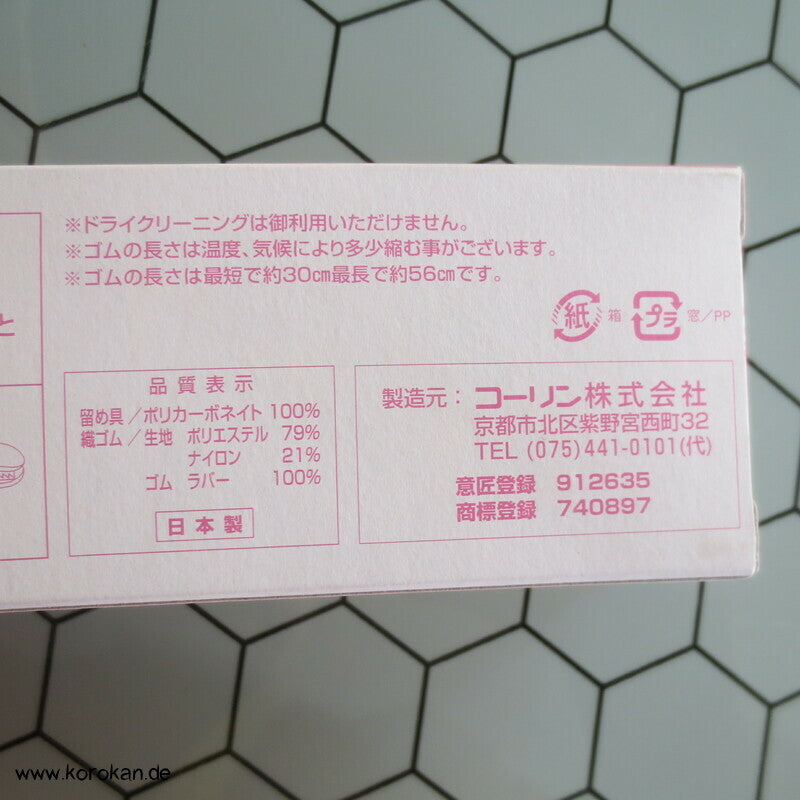 ※ドライクリーニングは御利用いただけません。
※ゴムの長さは温度、気候により多少縮む事がございます。
※ゴムの長さは最短で約30cm最長で約56cmです。
と
紙 箱 プラ 窓/PP
品質表示
留め具/ポリカーボネイト 100%
織ゴム/生地 ポリエステル 79%
ナイロン 21%
ゴム ラバー 100%
日本製
製造元:コーリン株式会社
京都市北区紫野宮西町32
TEL (075)441-0101(代)
意匠登録 912635
商標登録 740897
www.korokan.de